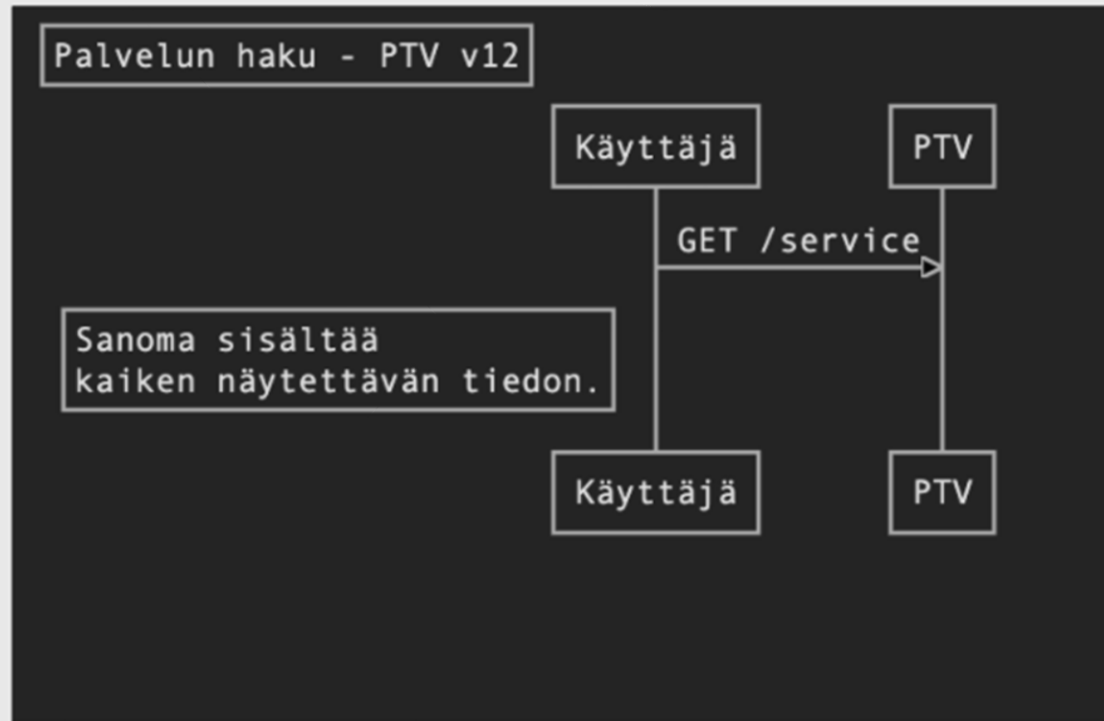 Palvelun haku - PTV v12
Käyttäjä
PTV
GET /service
Sanoma sisältää
kaiken näytettävän tiedon.
Käyttäjä
PTV